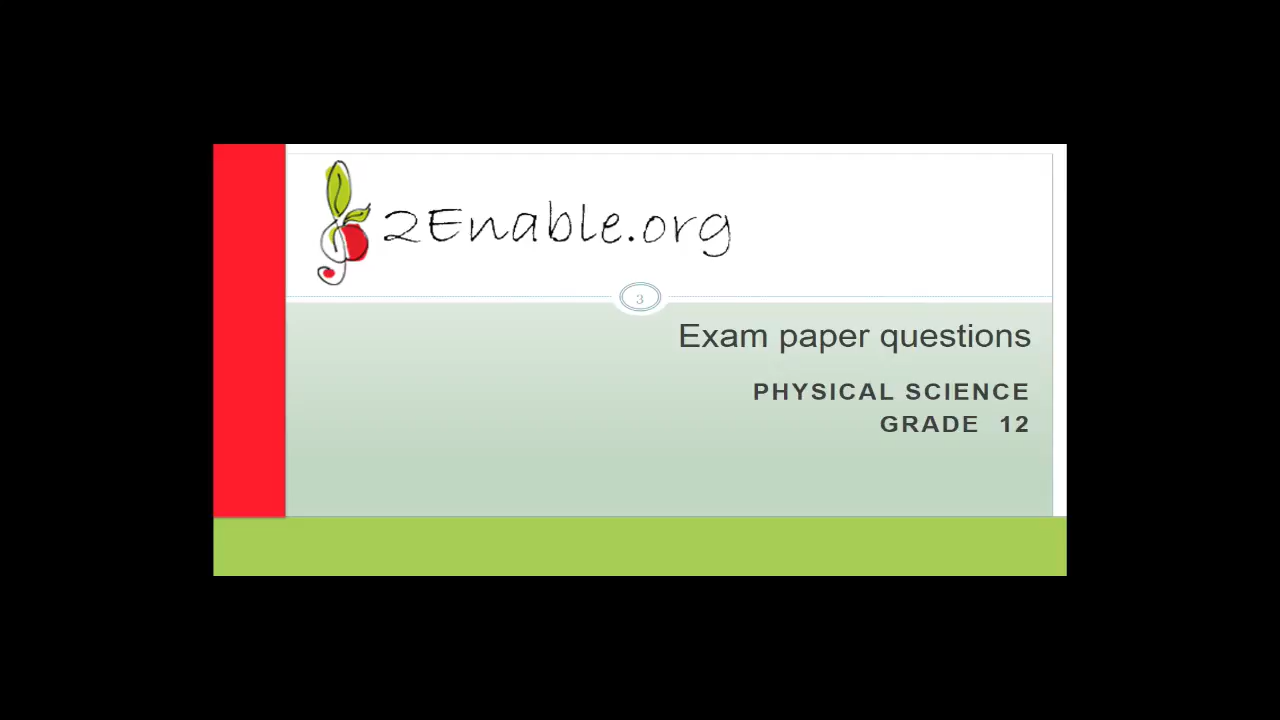 2Enable.org
3
Exam paper questions
PHYSICAL SCIENCE
GRADE 12